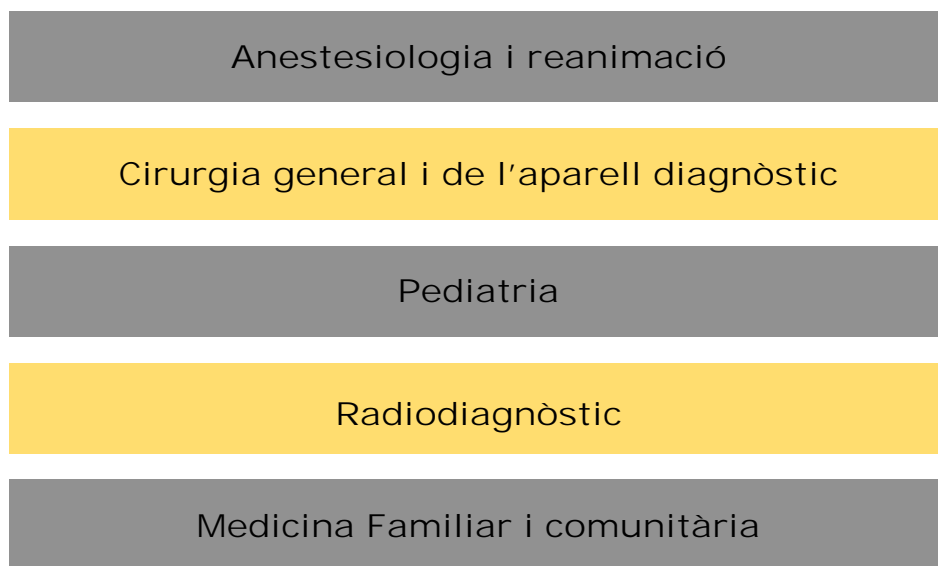 Anestesiologia i reanimació
Cirurgia general i de l'aparell diagnòstic
Pediatria
Radiodiagnòstic
Medicina Familiar i comunitària